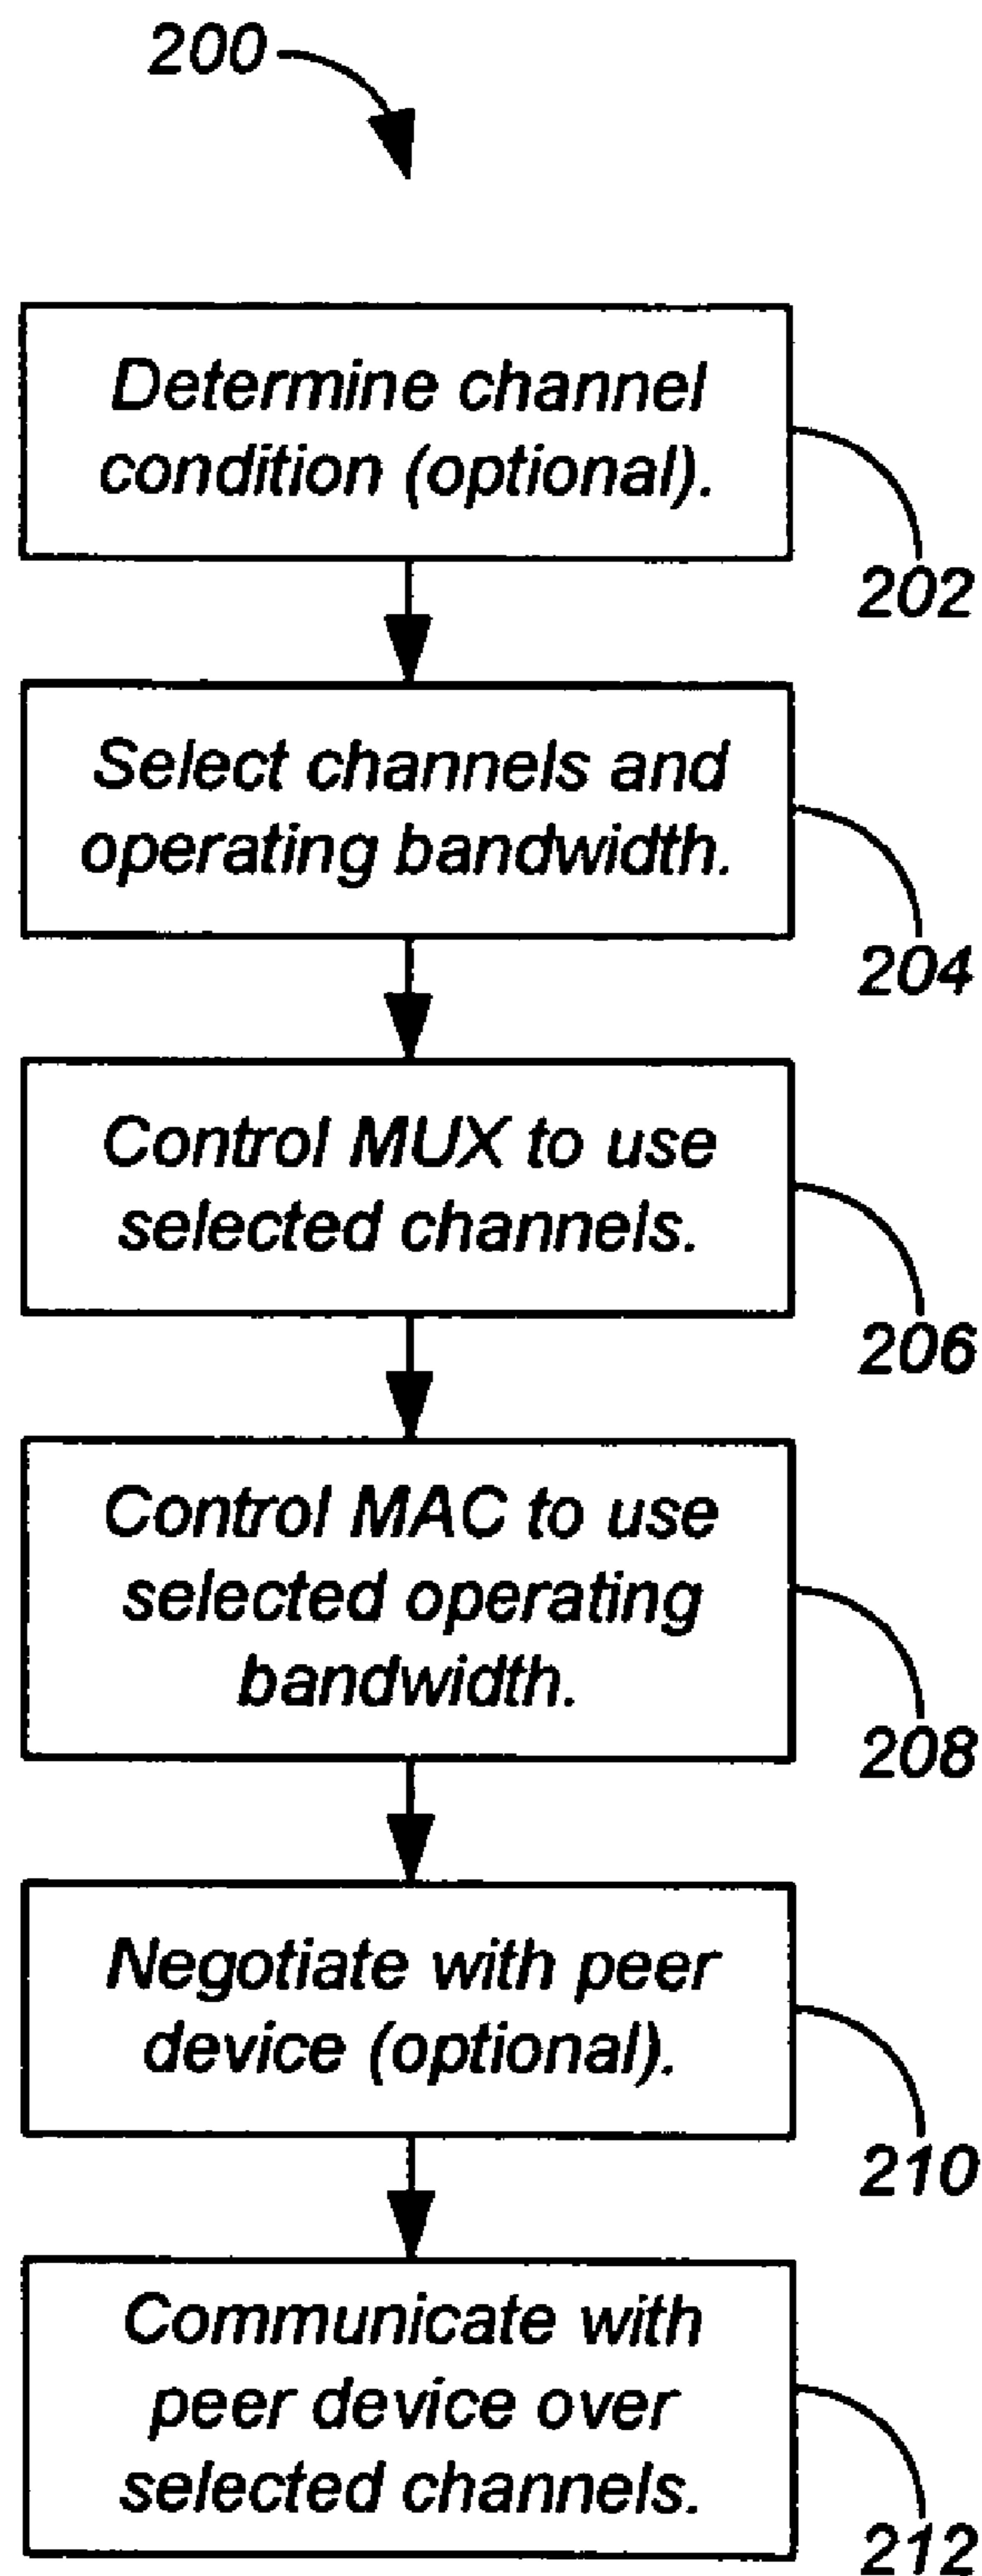 200
Determine channel
condition (optional).
202
Select channels and
operating bandwidth.
204
Control MUX to use
selected channels.
206
Control MAC to use
selected operating
bandwidth.
208
Negotiate with peer
device (optional).
210
Communicate with
peer device over
selected channels.
212